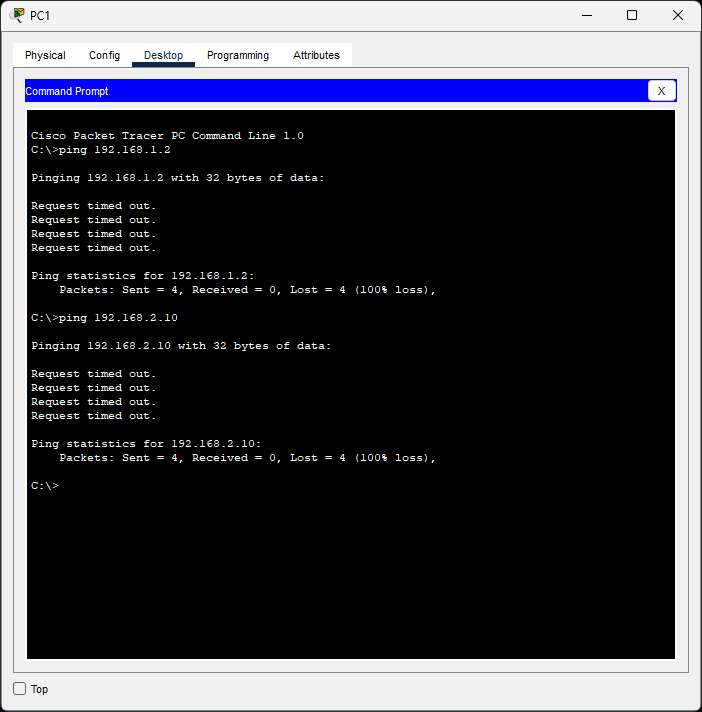 PC1
Physical Config Desktop Programming Attributes
Command Prompt
X
Cisco Packet Tracer PC Command Line 1.0
C:\>ping 192.168.1.2
Pinging 192.168.1.2 with 32 bytes of data:
Request timed out.
Request timed out.
Request timed out.
Request timed out.
Ping statistics for 192.168.1.2:
    Packets: Sent = 4, Received = 0, Lost = 4 (100% loss),
C:\>ping 192.168.2.10
Pinging 192.168.2.10 with 32 bytes of data:
Request timed out.
Request timed out.
Request timed out.
Request timed out.
Ping statistics for 192.168.2.10:
    Packets: Sent = 4, Received = 0, Lost = 4 (100% loss),
C:\>
Top